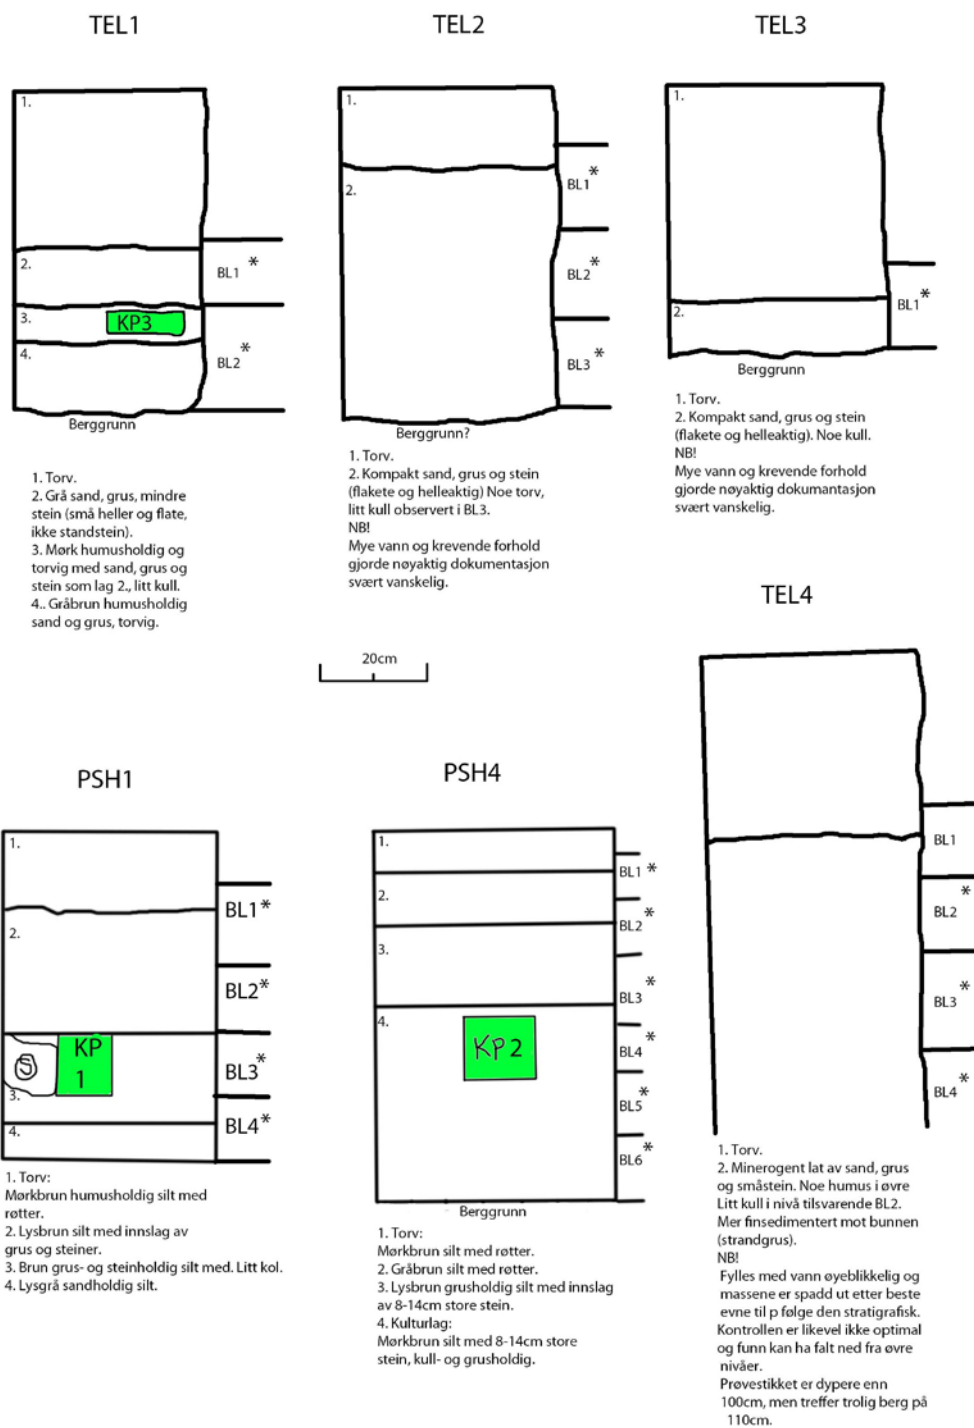 TEL1
1.
2.
BL1 *
3.
KP3
4.
BL2 *
Berggrunn
1. Torv.
2. Grå sand, grus, mindre
stein (små heller og flate,
ikke standstein).
3. Mørk humusholdig og
torvig med sand, grus og
stein som lag 2., litt kull.
4.. Gråbrun humusholdig
sand og grus, torvig.
TEL2
1.
BL1 *
2.
BL2 *
BL3 *
Berggrunn?
1. Torv.
2. Kompakt sand, grus og stein
(flakete og helleaktig) Noe torv,
litt kull observert i BL3.
NB!
Mye vann og krevende forhold
gjorde nøyaktig dokumentasjon
svært vanskelig.
TEL3
1.
BL1 *
2.
Berggrunn
1. Torv.
2. Kompakt sand, grus og stein
(flakete og helleaktig). Noe kull.
NB!
Mye vann og krevende forhold
gjorde nøyaktig dokumantasjon
svært vanskelig.
20cm
PSH1
1.
BL1 *
2.
BL2 *
KP
1
S
BL3 *
3.
BL4 *
4.
1. Torv:
Mørkbrun humusholdig silt med
røtter.
2. Lysbrun silt med innslag av
grus og steiner.
3. Brun grus- og steinholdig silt med. Litt kol.
4. Lysgrå sandholdig silt.
PSH4
1.
BL1 *
2.
BL2 *
3.
BL3 *
4.
KP 2
BL4 *
BL5 *
BL6 *
Berggrunn
1. Torv:
Mørkbrun silt med røtter.
2. Gråbrun silt med røtter.
3. Lysbrun grusholdig silt med innslag
av 8-14cm store stein.
4. Kulturlag:
Mørkbrun silt med 8-14cm store
stein, kull- og grusholdig.
TEL4
BL1
BL2 *
BL3 *
BL4 *
1. Torv.
2. Minerogent lat av sand, grus
og småstein. Noe humus i øvre
Litt kull i nivå tilsvarende BL2.
Mer finsedimentert mot bunnen
(strandgrus).
NB!
Fylles med vann øyeblikkelig og
massene er spadd ut etter beste
evne til p følge den stratigrafisk.
Kontrollen er likevel ikke optimal
og funn kan ha falt ned fra øvre
nivåer.
Prøvestikket er dypere enn
100cm, men treffer trolig berg på
110cm.